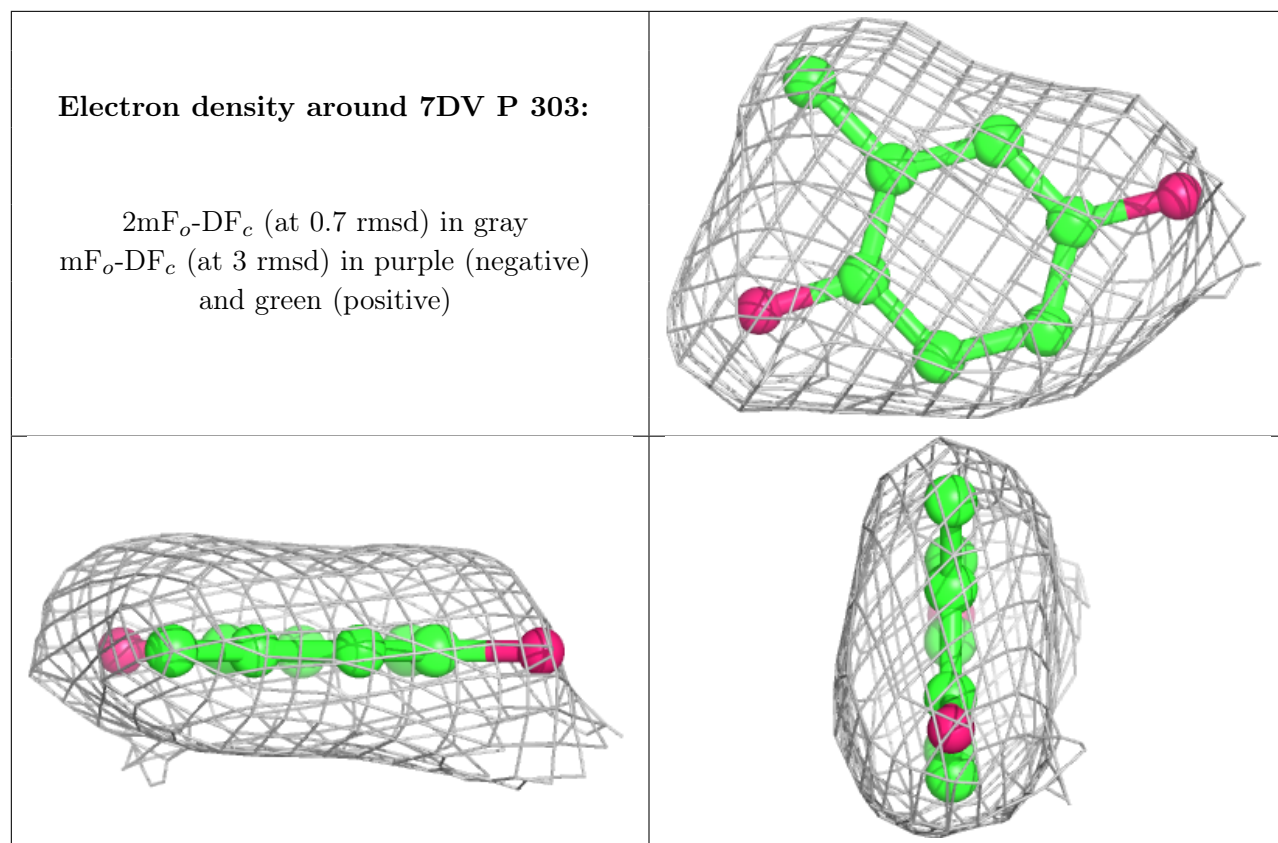 Electron density around 7DV P 303:
2mFo-DFc (at 0.7 rmsd) in gray
mFo-DFc (at 3 rmsd) in purple (negative)
and green (positive)